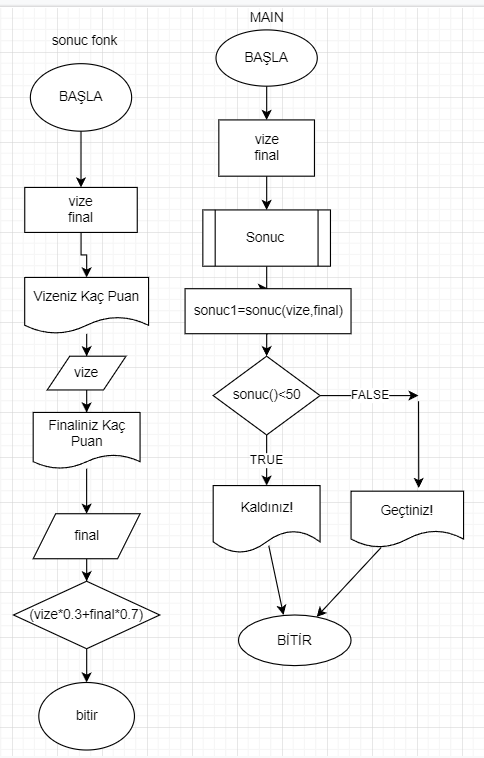 sonuc fonk
BAŞLA
vize
final
Vizeniz Kaç Puan
vize
Finaliniz Kaç
Puan
final
(vize*0.3+final*0.7)
bitir
MAIN
BAŞLA
vize
final
Sonuc
sonuc1=sonuc(vize,final)
sonuc()<50
FALSE
TRUE
Kaldınız!
Geçtiniz!
BİTİR